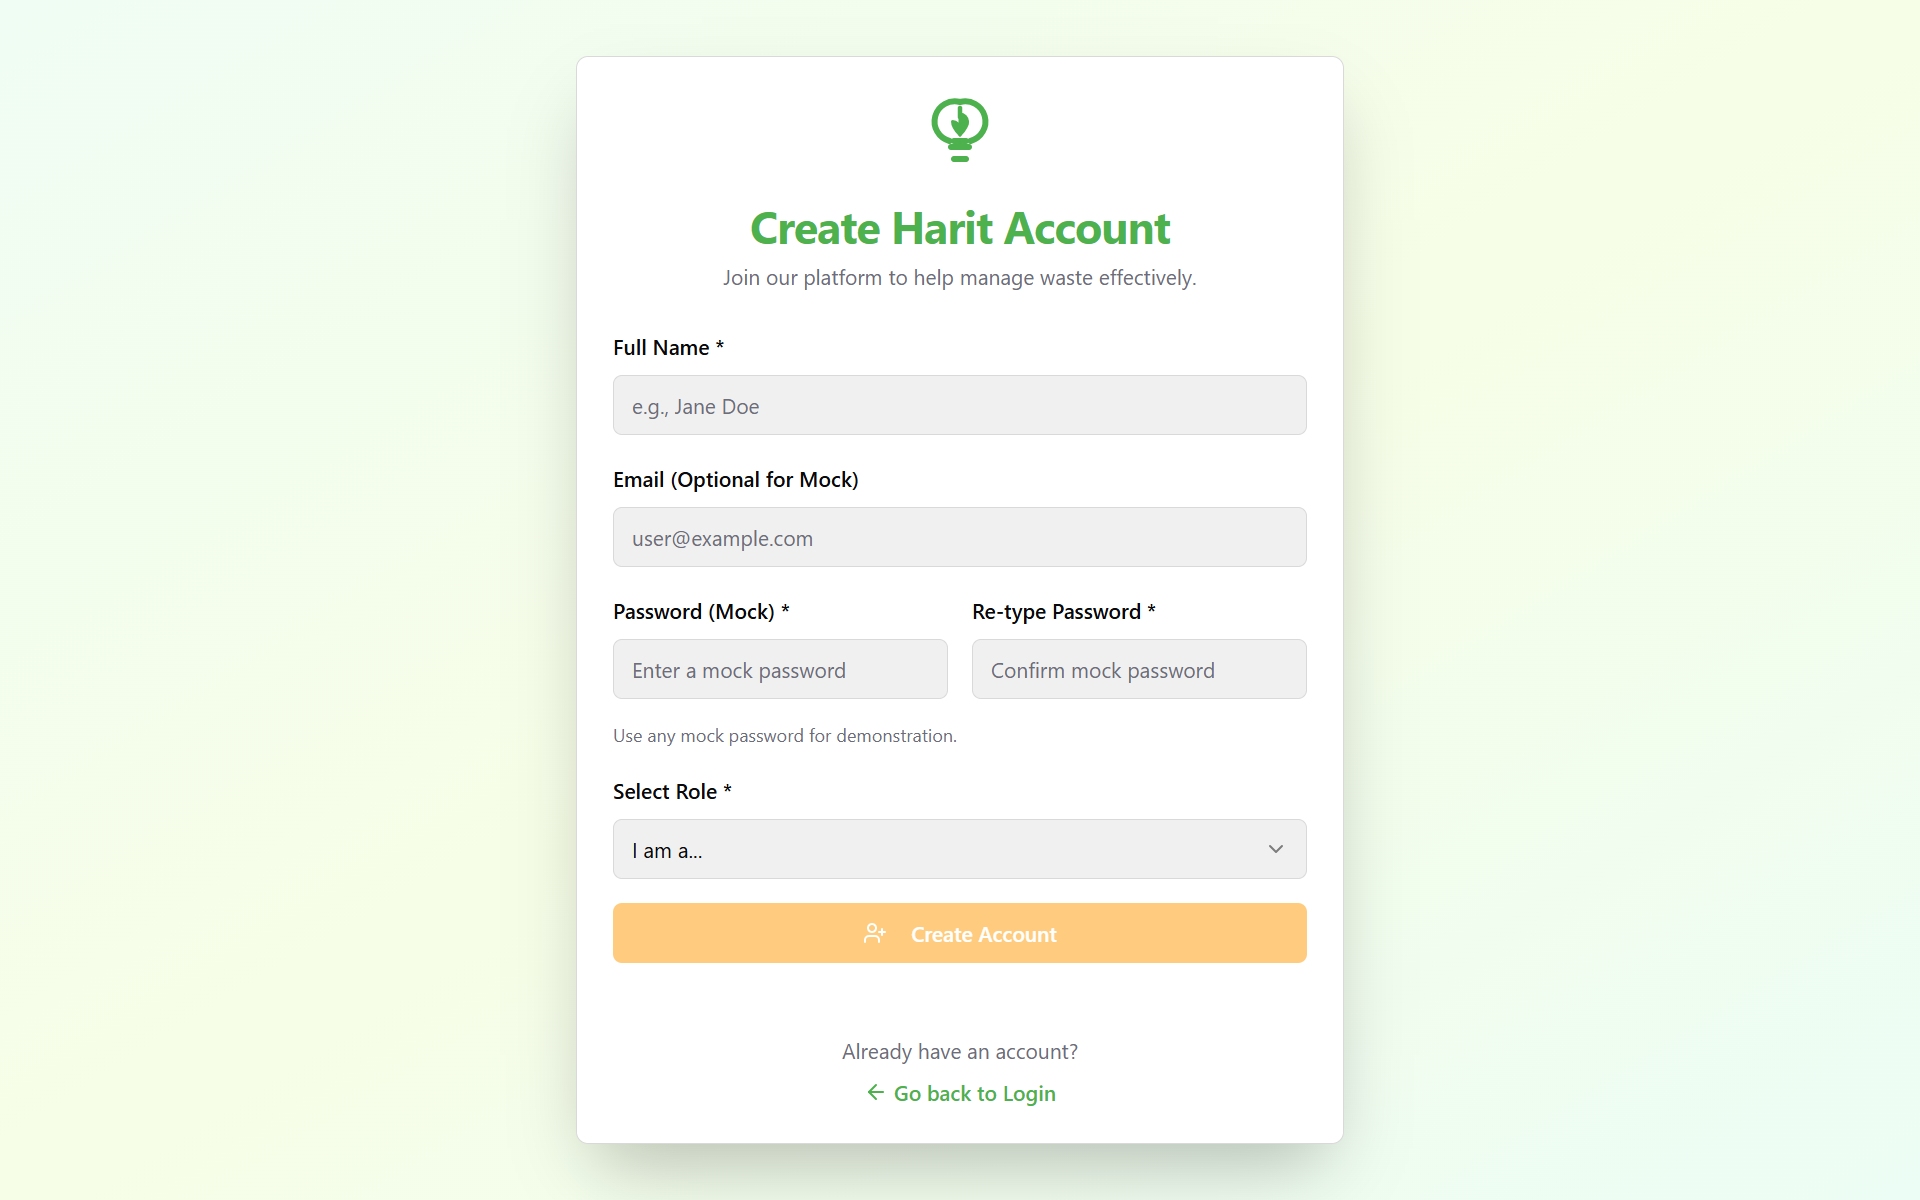 Create Harit Account
Join our platform to help manage waste effectively.
Full Name *
e.g., Jane Doe
Email (Optional for Mock)
user@example.com
Password (Mock) *
Re-type Password *
Enter a mock password
Confirm mock password
Use any mock password for demonstration.
Select Role *
I am a...
Create Account
Already have an account?
Go back to Login